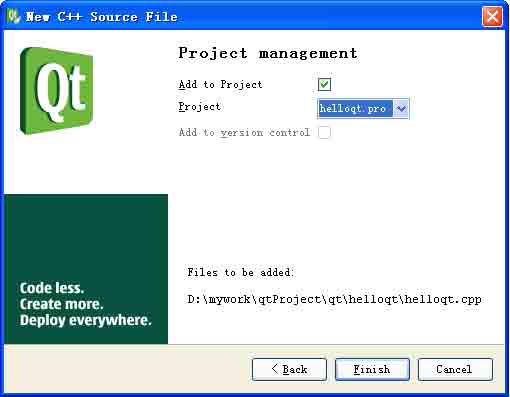 New C++ Source File
Qt
Project management
Add to Project
Project helloqt.pro
Add to version control
Code less.
Create more.
Deploy everywhere.
Files to be added:
D:\mywork\qtProject\qt\helloqt\helloqt.cpp
< Back Finish Cancel